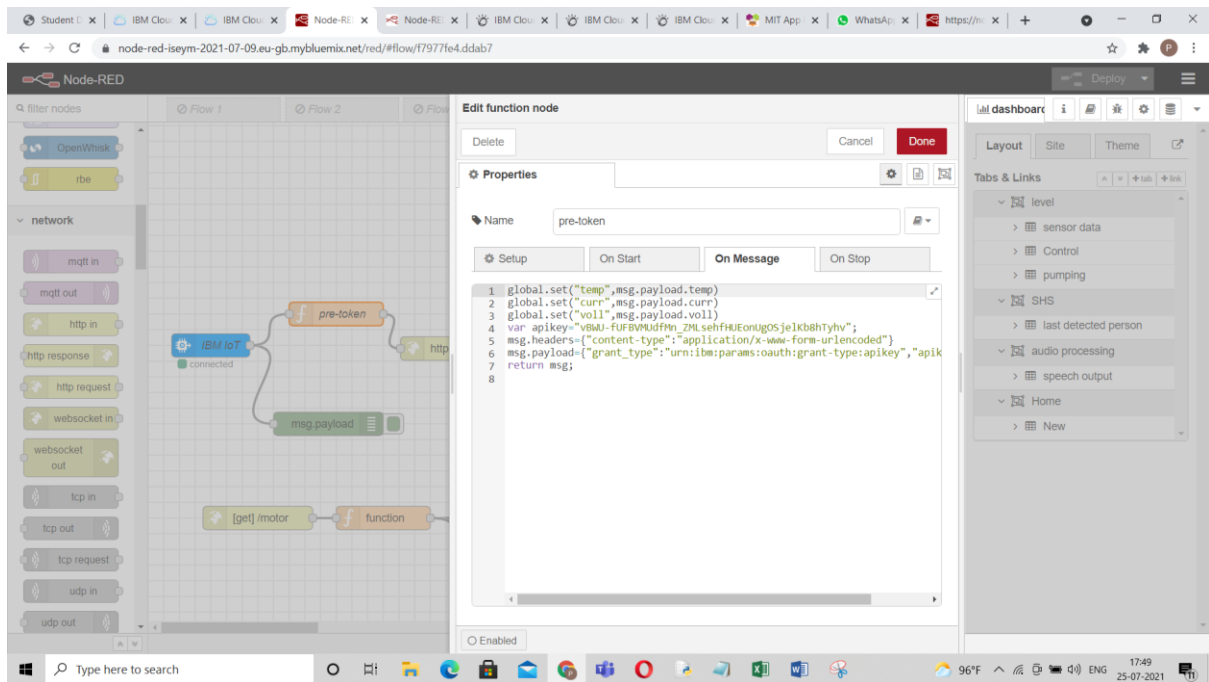 Student D
IBM Clou
IBM Clou
Node-RE
Node-RE
IBM Clou
IBM Clou
IBM Clou
MIT App
WhatsAp
https://no
node-red-iseym-2021-07-09.eu-gb.mybluemix.net/red/#flow/f7977fe4.ddab7
P
Node-RED
Deploy
filter nodes
Flow 1
Flow 2
Flow
OpenWhisk
rbe
network
mqtt in
mqtt out
http in
http response
http request
websocket in
websocket out
tcp in
tcp out
tcp request
udp in
udp out
IBM IoT
connected
pre-token
http
msg.payload
[get] /motor
function
Edit function node
Delete
Cancel
Done
Properties
Name
pre-token
Setup
On Start
On Message
On Stop
1 global.set("temp",msg.payload.temp)
2 global.set("curr",msg.payload.curr)
3 global.set("voll",msg.payload.voll)
4 var apikey="vBWU-fUFBVMUdfMn_ZMLsehfHUEonUgOSjelKb8hTyhv";
5 msg.headers={"content-type":"application/x-www-form-urlencoded"}
6 msg.payload={"grant_type":"urn:ibm:params:oauth:grant-type:apikey","apik
7 return msg;
8
Enabled
dashboard
Layout
Site
Theme
Tabs & Links
+tab
+link
level
sensor data
Control
pumping
SHS
last detected person
audio processing
speech output
Home
New
Type here to search
96°F
ENG
17:49
25-07-2021